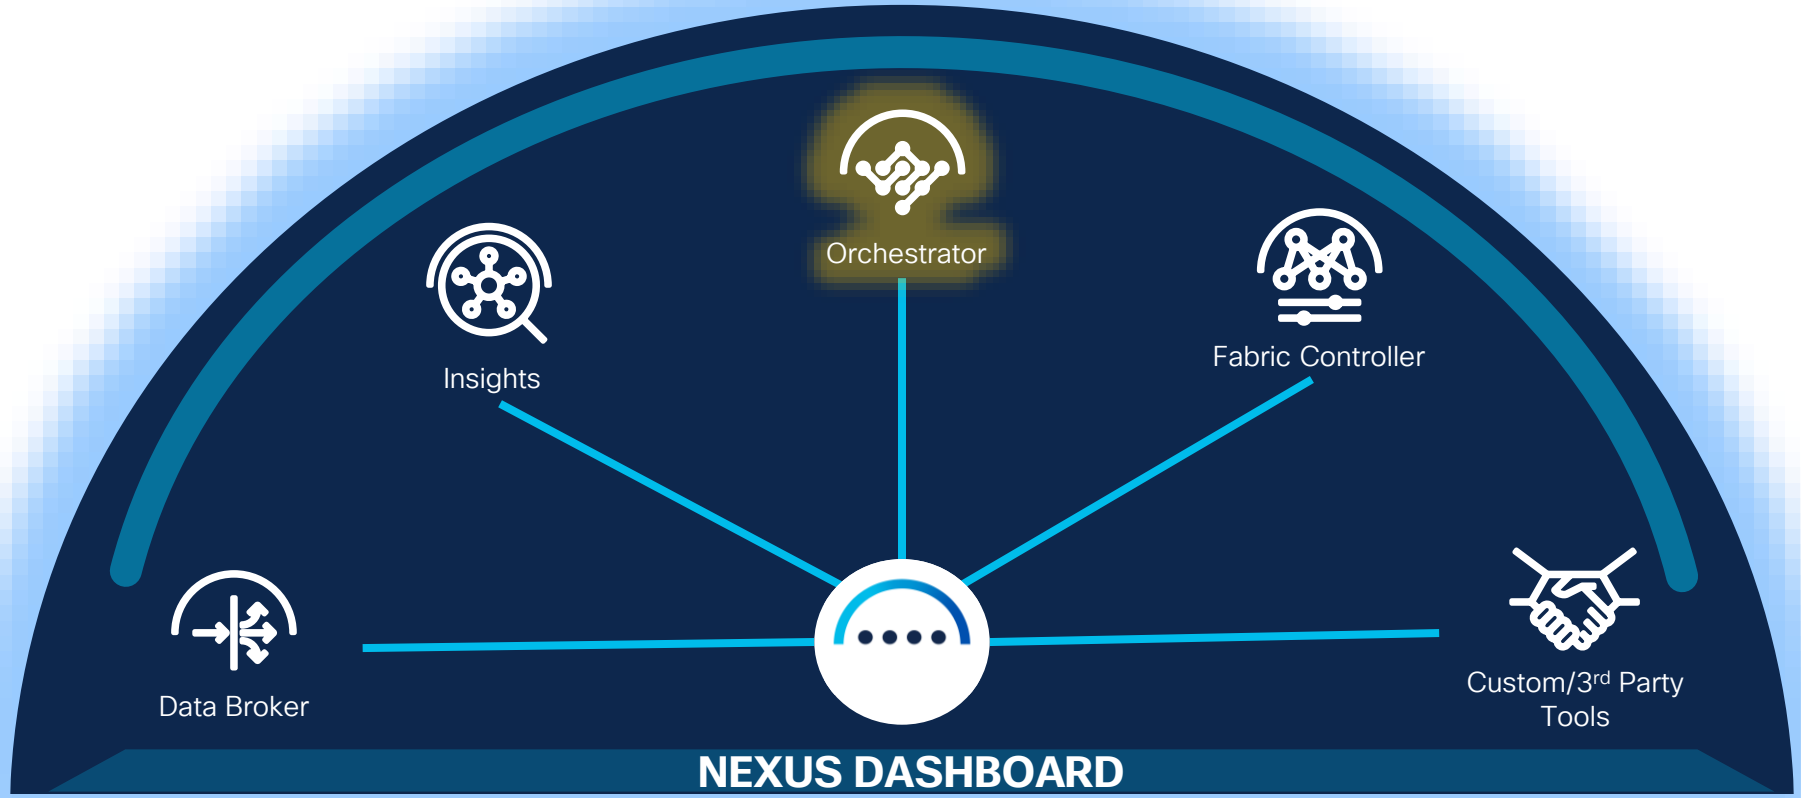 Orchestrator
Insights
Fabric Controller
Data Broker
Custom/3rd Party
Tools
NEXUS DASHBOARD